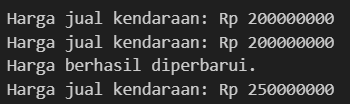 Harga jual kendaraan: Rp 200000000
Harga jual kendaraan: Rp 200000000
Harga berhasil diperbarui.
Harga jual kendaraan: Rp 250000000